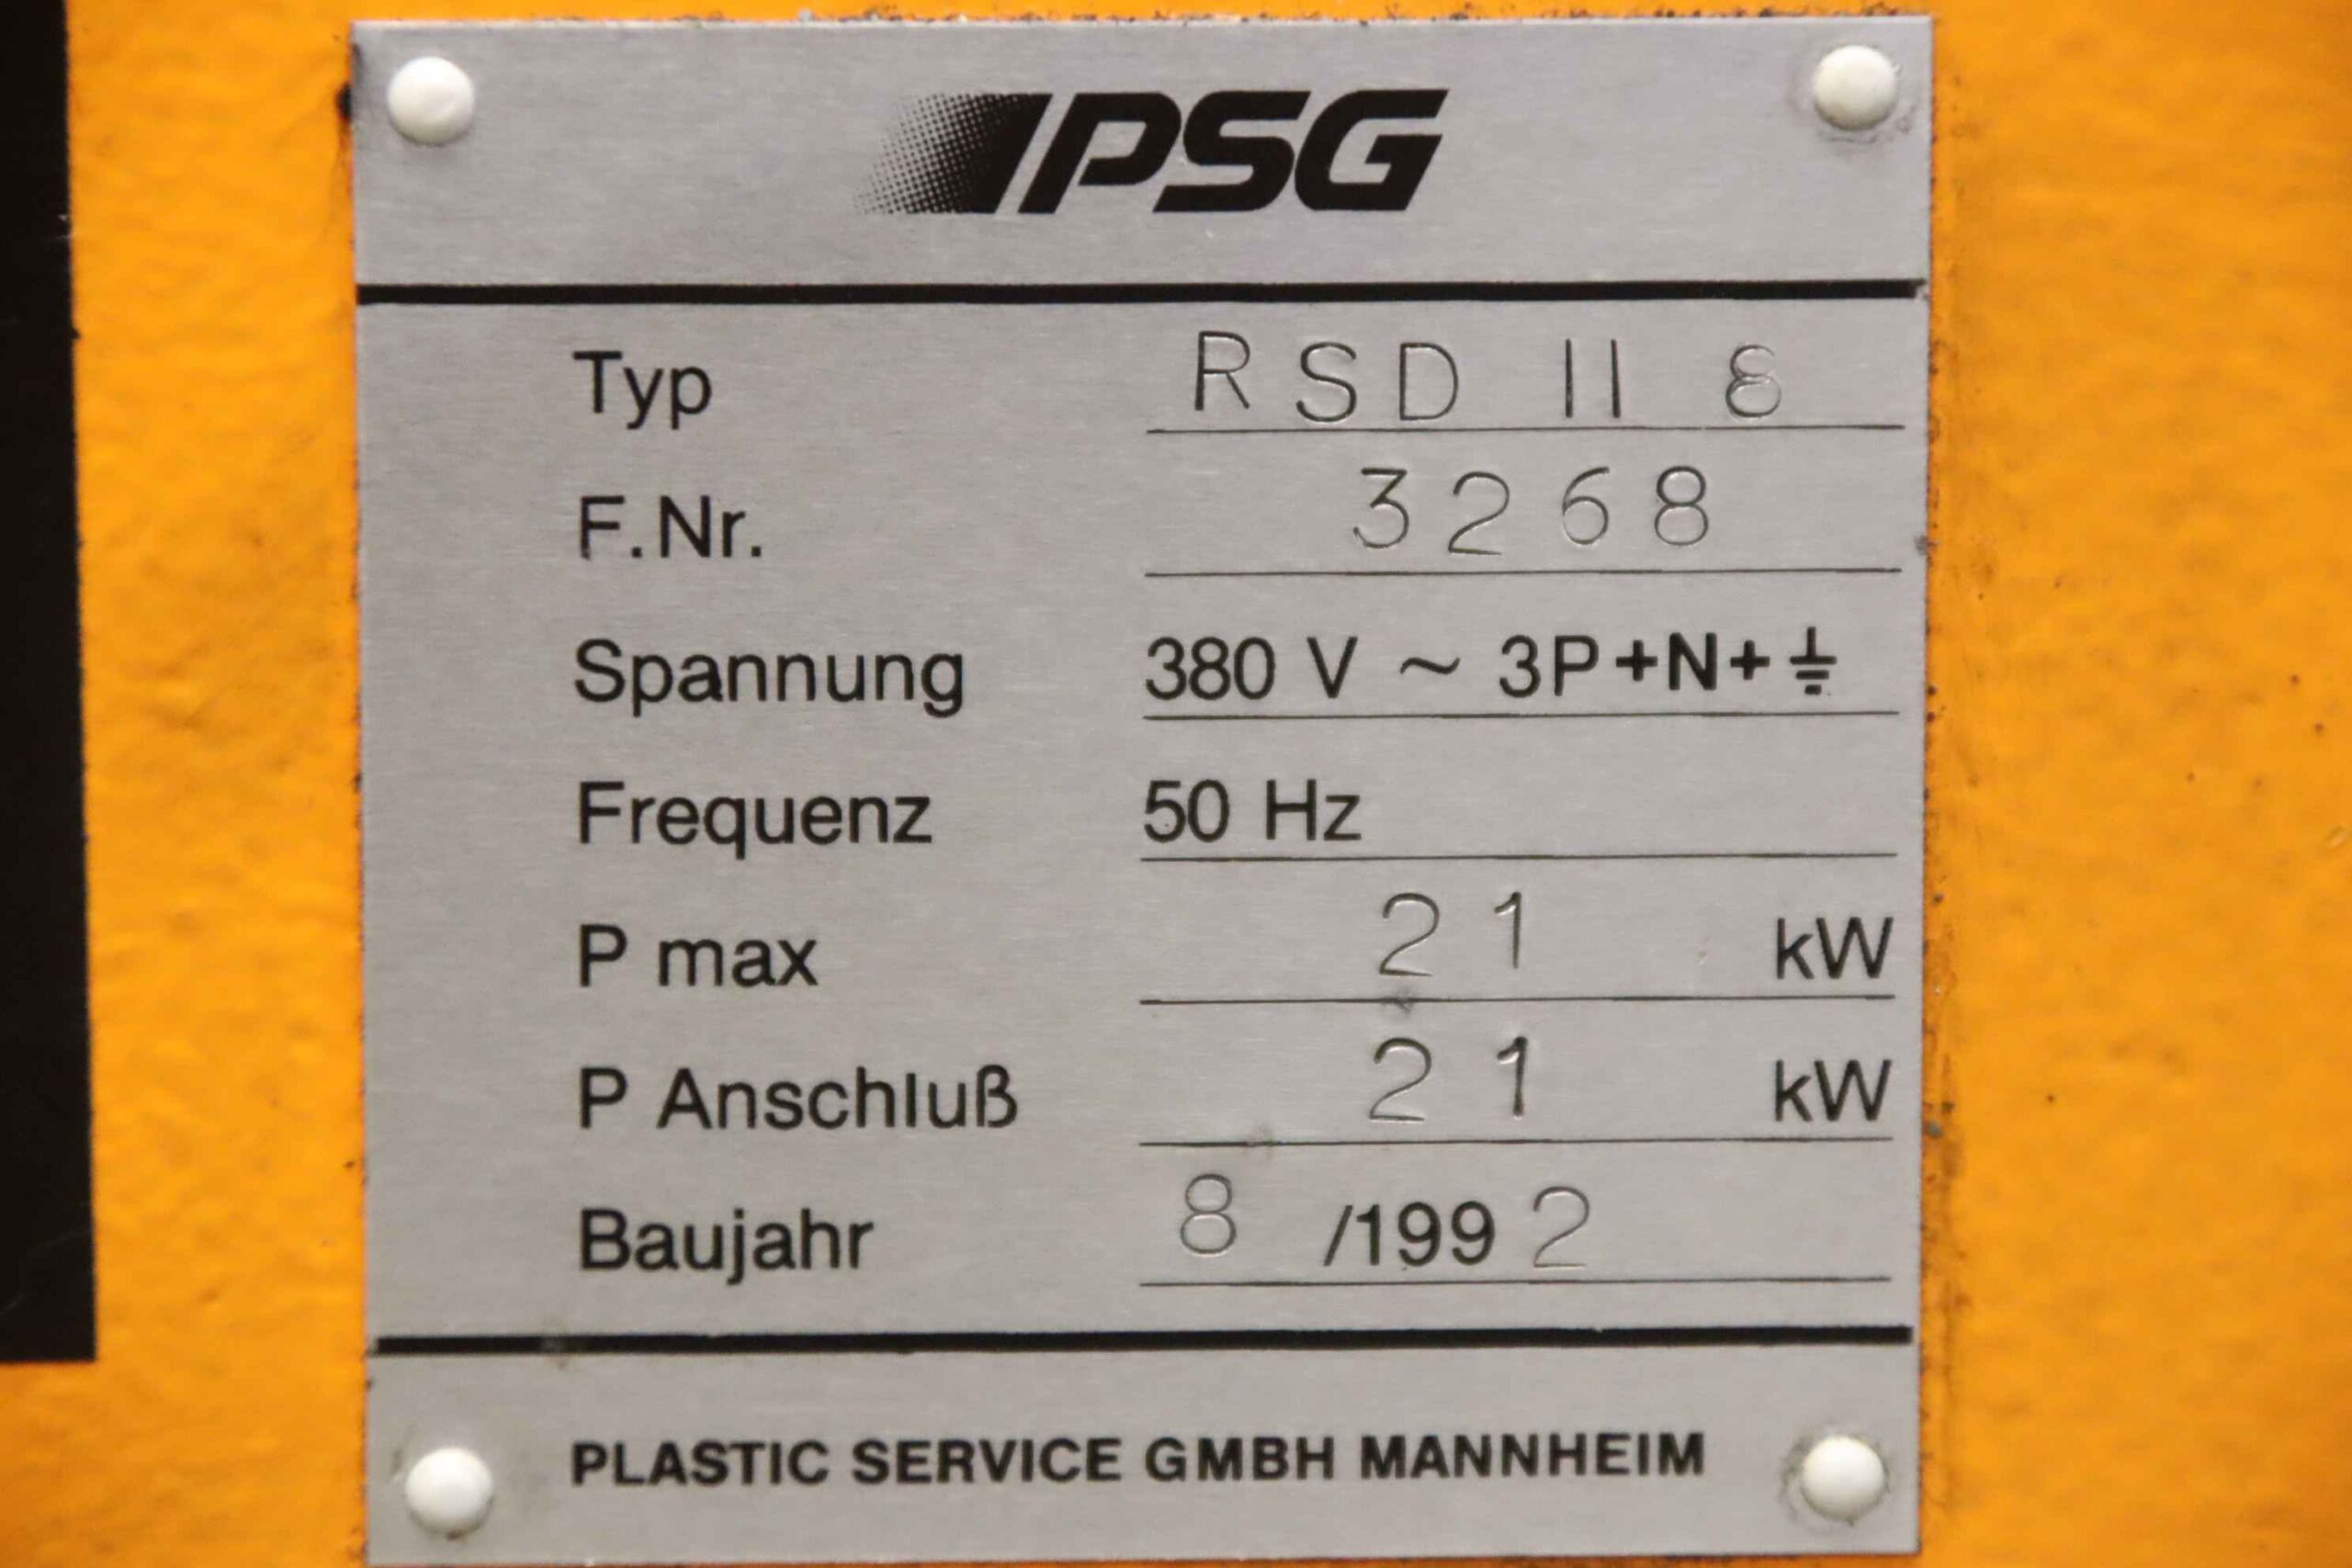 PSG
Typ RSD II 8
F.Nr. 3268
Spannung 380 V ~ 3P+N+⏚
Frequenz 50 Hz
P max 21 kW
P Anschluß 21 kW
Baujahr 8 /1992
PLASTIC SERVICE GMBH MANNHEIM